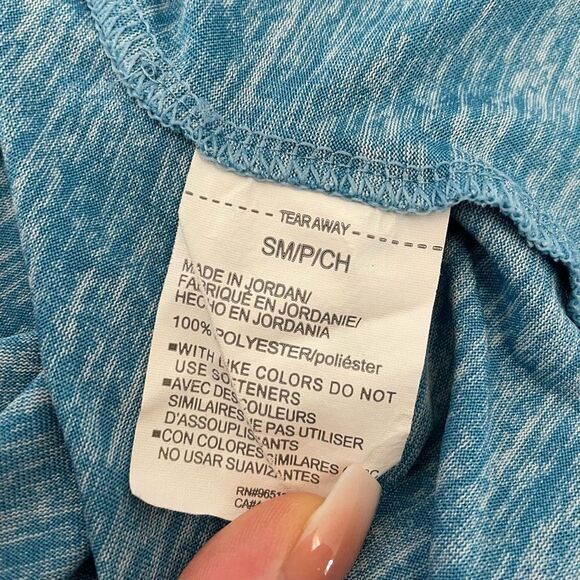 TEAR AWAY
SM/P/CH
MADE IN JORDAN/
FABRIQUÉ EN JORDANIE/
HECHO EN JORDANIA
100% POLYESTER/poliéster
▪WITH LIKE COLORS DO NOT
USE SOFTENERS
▪AVEC DES COULEURS
SIMILAIRES NE PAS UTILISER
D'ASSOUPLISSANTS
▪CON COLORES SIMILARES
NO USAR SUAVIZANTES